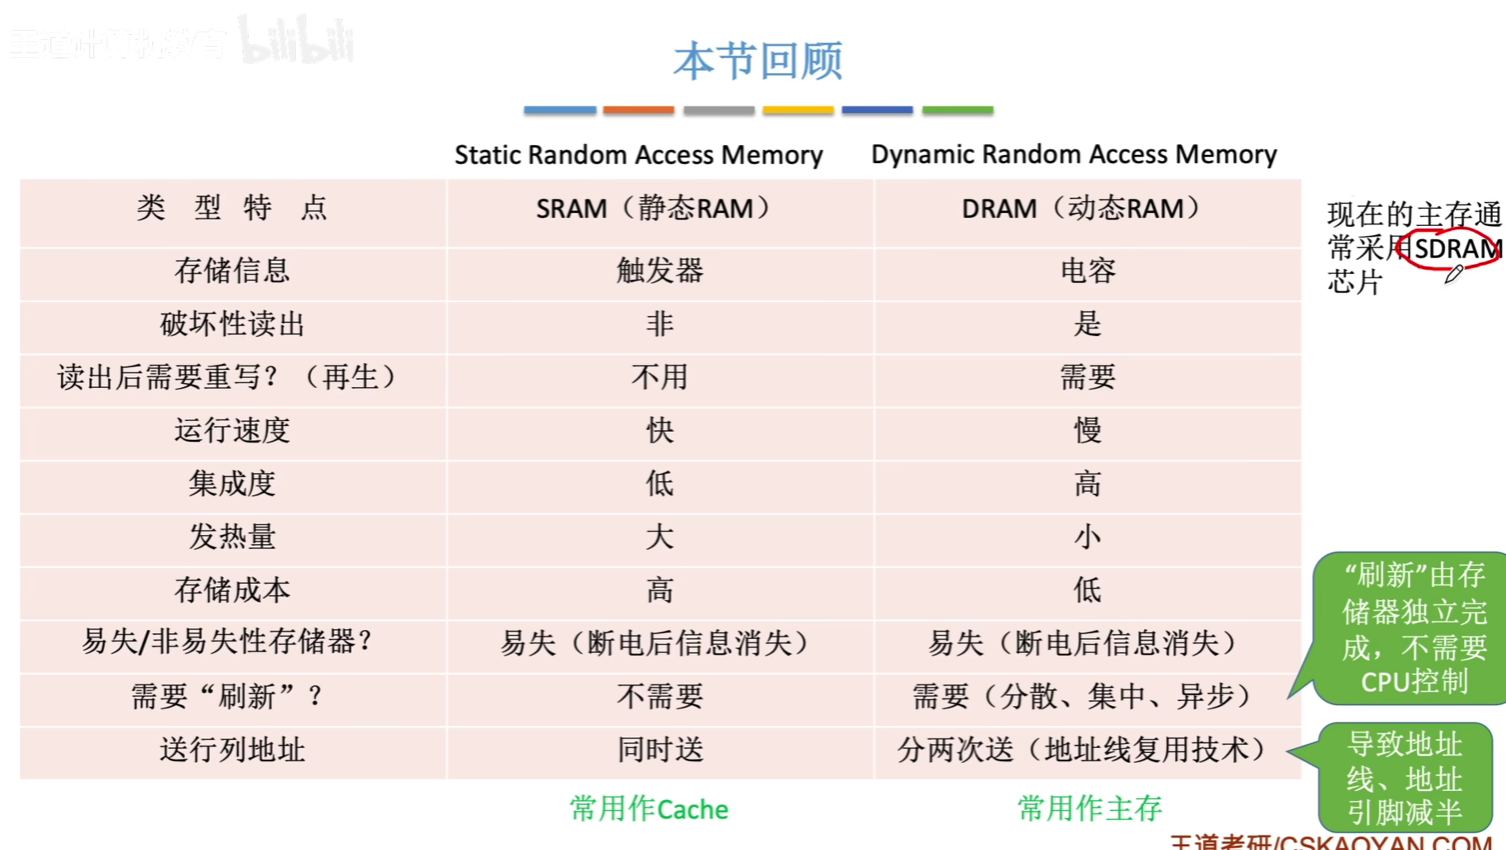 王道计算机教育 bilibili
本节回顾
Static Random Access Memory Dynamic Random Access Memory
类 型 特 点 SRAM（静态RAM） DRAM（动态RAM）
存储信息 触发器 电容
破坏性读出 非 是
读出后需要重写？（再生） 不用 需要
运行速度 快 慢
集成度 低 高
发热量 大 小
存储成本 高 低
易失/非易失性存储器？ 易失（断电后信息消失） 易失（断电后信息消失）
需要“刷新”？ 不需要 需要（分散、集中、异步）
送行列地址 同时送 分两次送（地址线复用技术）
常用作Cache 常用作主存
现在的主存通
常采用SDRAM
芯片
“刷新”由存
储器独立完
成，不需要
CPU控制
导致地址
线、地址
引脚减半
王道考研/CSKAOYAN.COM